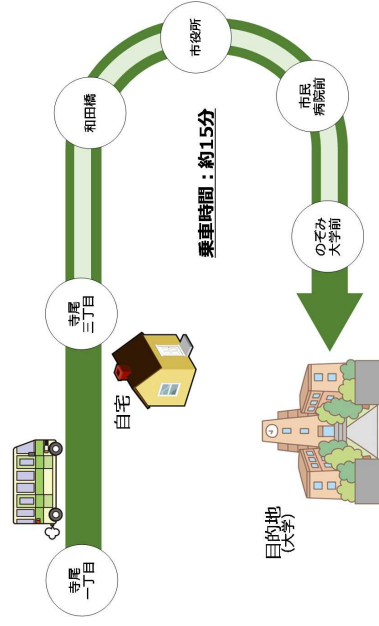 寺尾
一丁目
寺尾
三丁目
和田橋
市役所
市民
病院前
のぞみ
大学前
乗車時間：約15分
自宅
目的地
(大学)